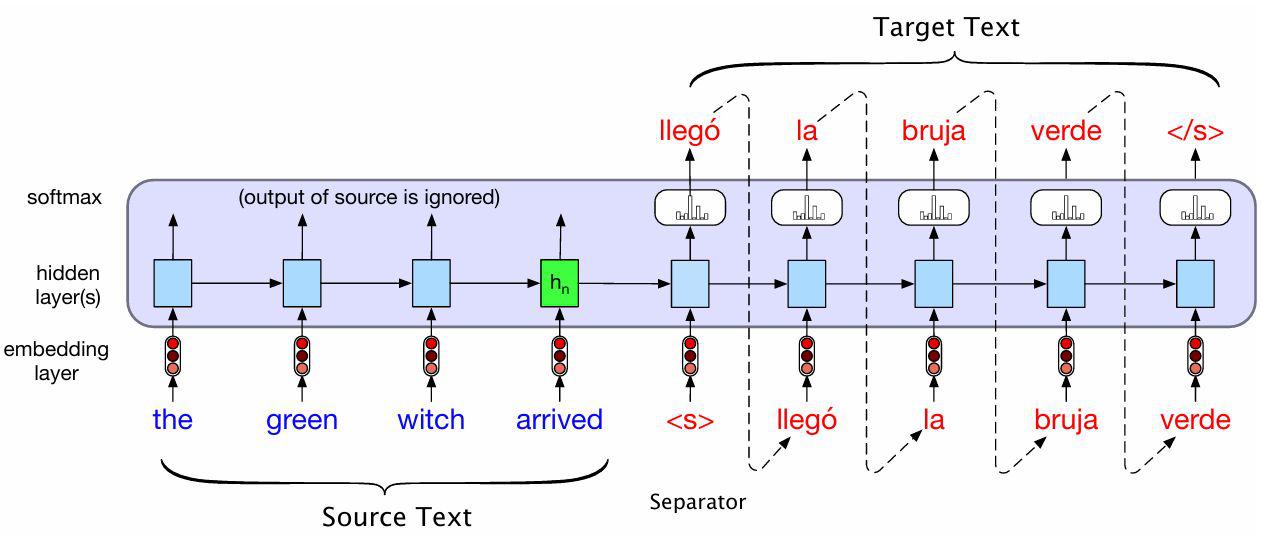 Target Text
llegó la bruja verde </s>
softmax
(output of source is ignored)
hidden
layer(s)
hn
embedding
layer
the green witch arrived <s> llegó la bruja verde
Separator
Source Text